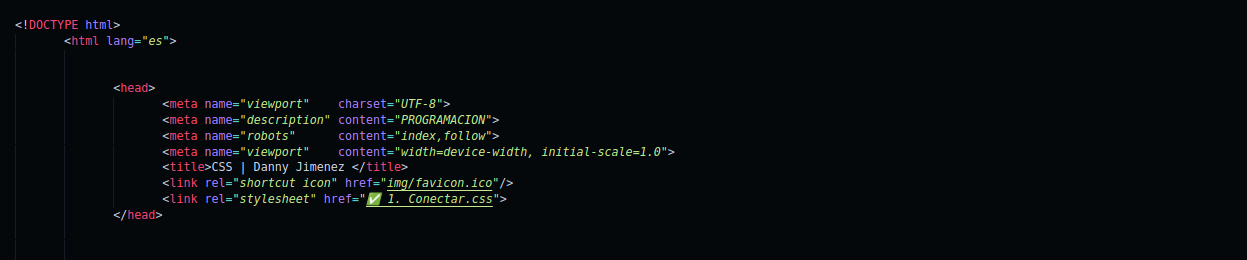 <!DOCTYPE html>
<html lang="es">
<head>
<meta name="viewport"    charset="UTF-8">
<meta name="description" content="PROGRAMACION">
<meta name="robots"      content="index,follow">
<meta name="viewport"    content="width=device-width, initial-scale=1.0">
<title>CSS | Danny Jimenez </title>
<link rel="shortcut icon" href="img/favicon.ico"/>
<link rel="stylesheet" href="✅ 1. Conectar.css">
</head>